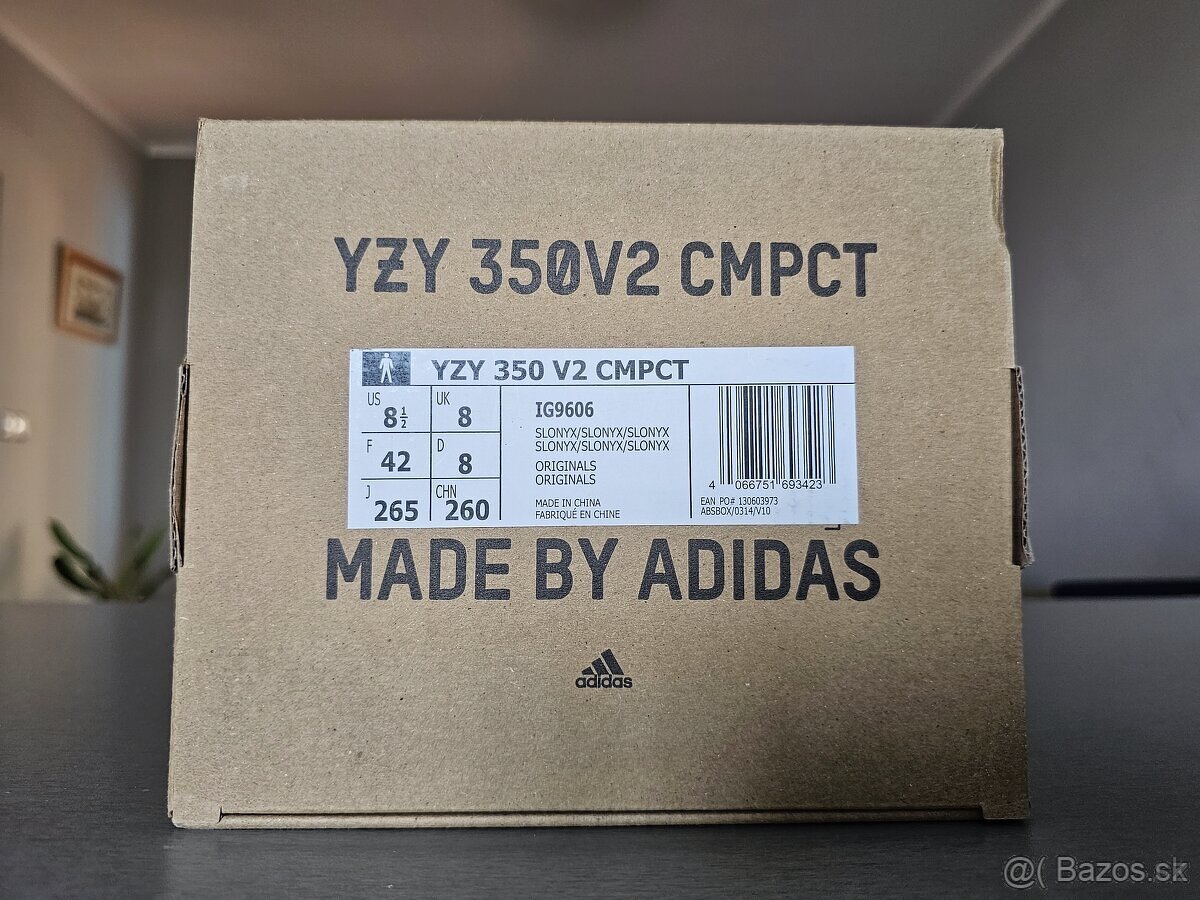 YZY 350V2 CMPCT
YZY 350 V2 CMPCT
US 8½ UK 8
F 42 D 8
J 265 CHN 260
IG9606
SLONYX/SLONYX/SLONYX
SLONYX/SLONYX/SLONYX
ORIGINALS
ORIGINALS
MADE IN CHINA
FABRIQUÉ EN CHINE
4 066751 693423
EAN PO# 130603973
ABSBOX/0314/V10
MADE BY ADIDAS
adidas
@( Bazos.sk